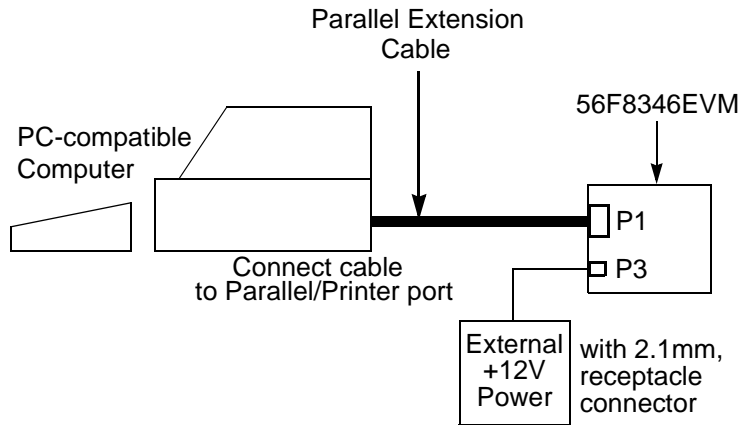 Parallel Extension
Cable
56F8346EVM
PC-compatible
Computer
P1
P3
Connect cable
to Parallel/Printer port
External
+12V
Power
with 2.1mm,
receptacle
connector